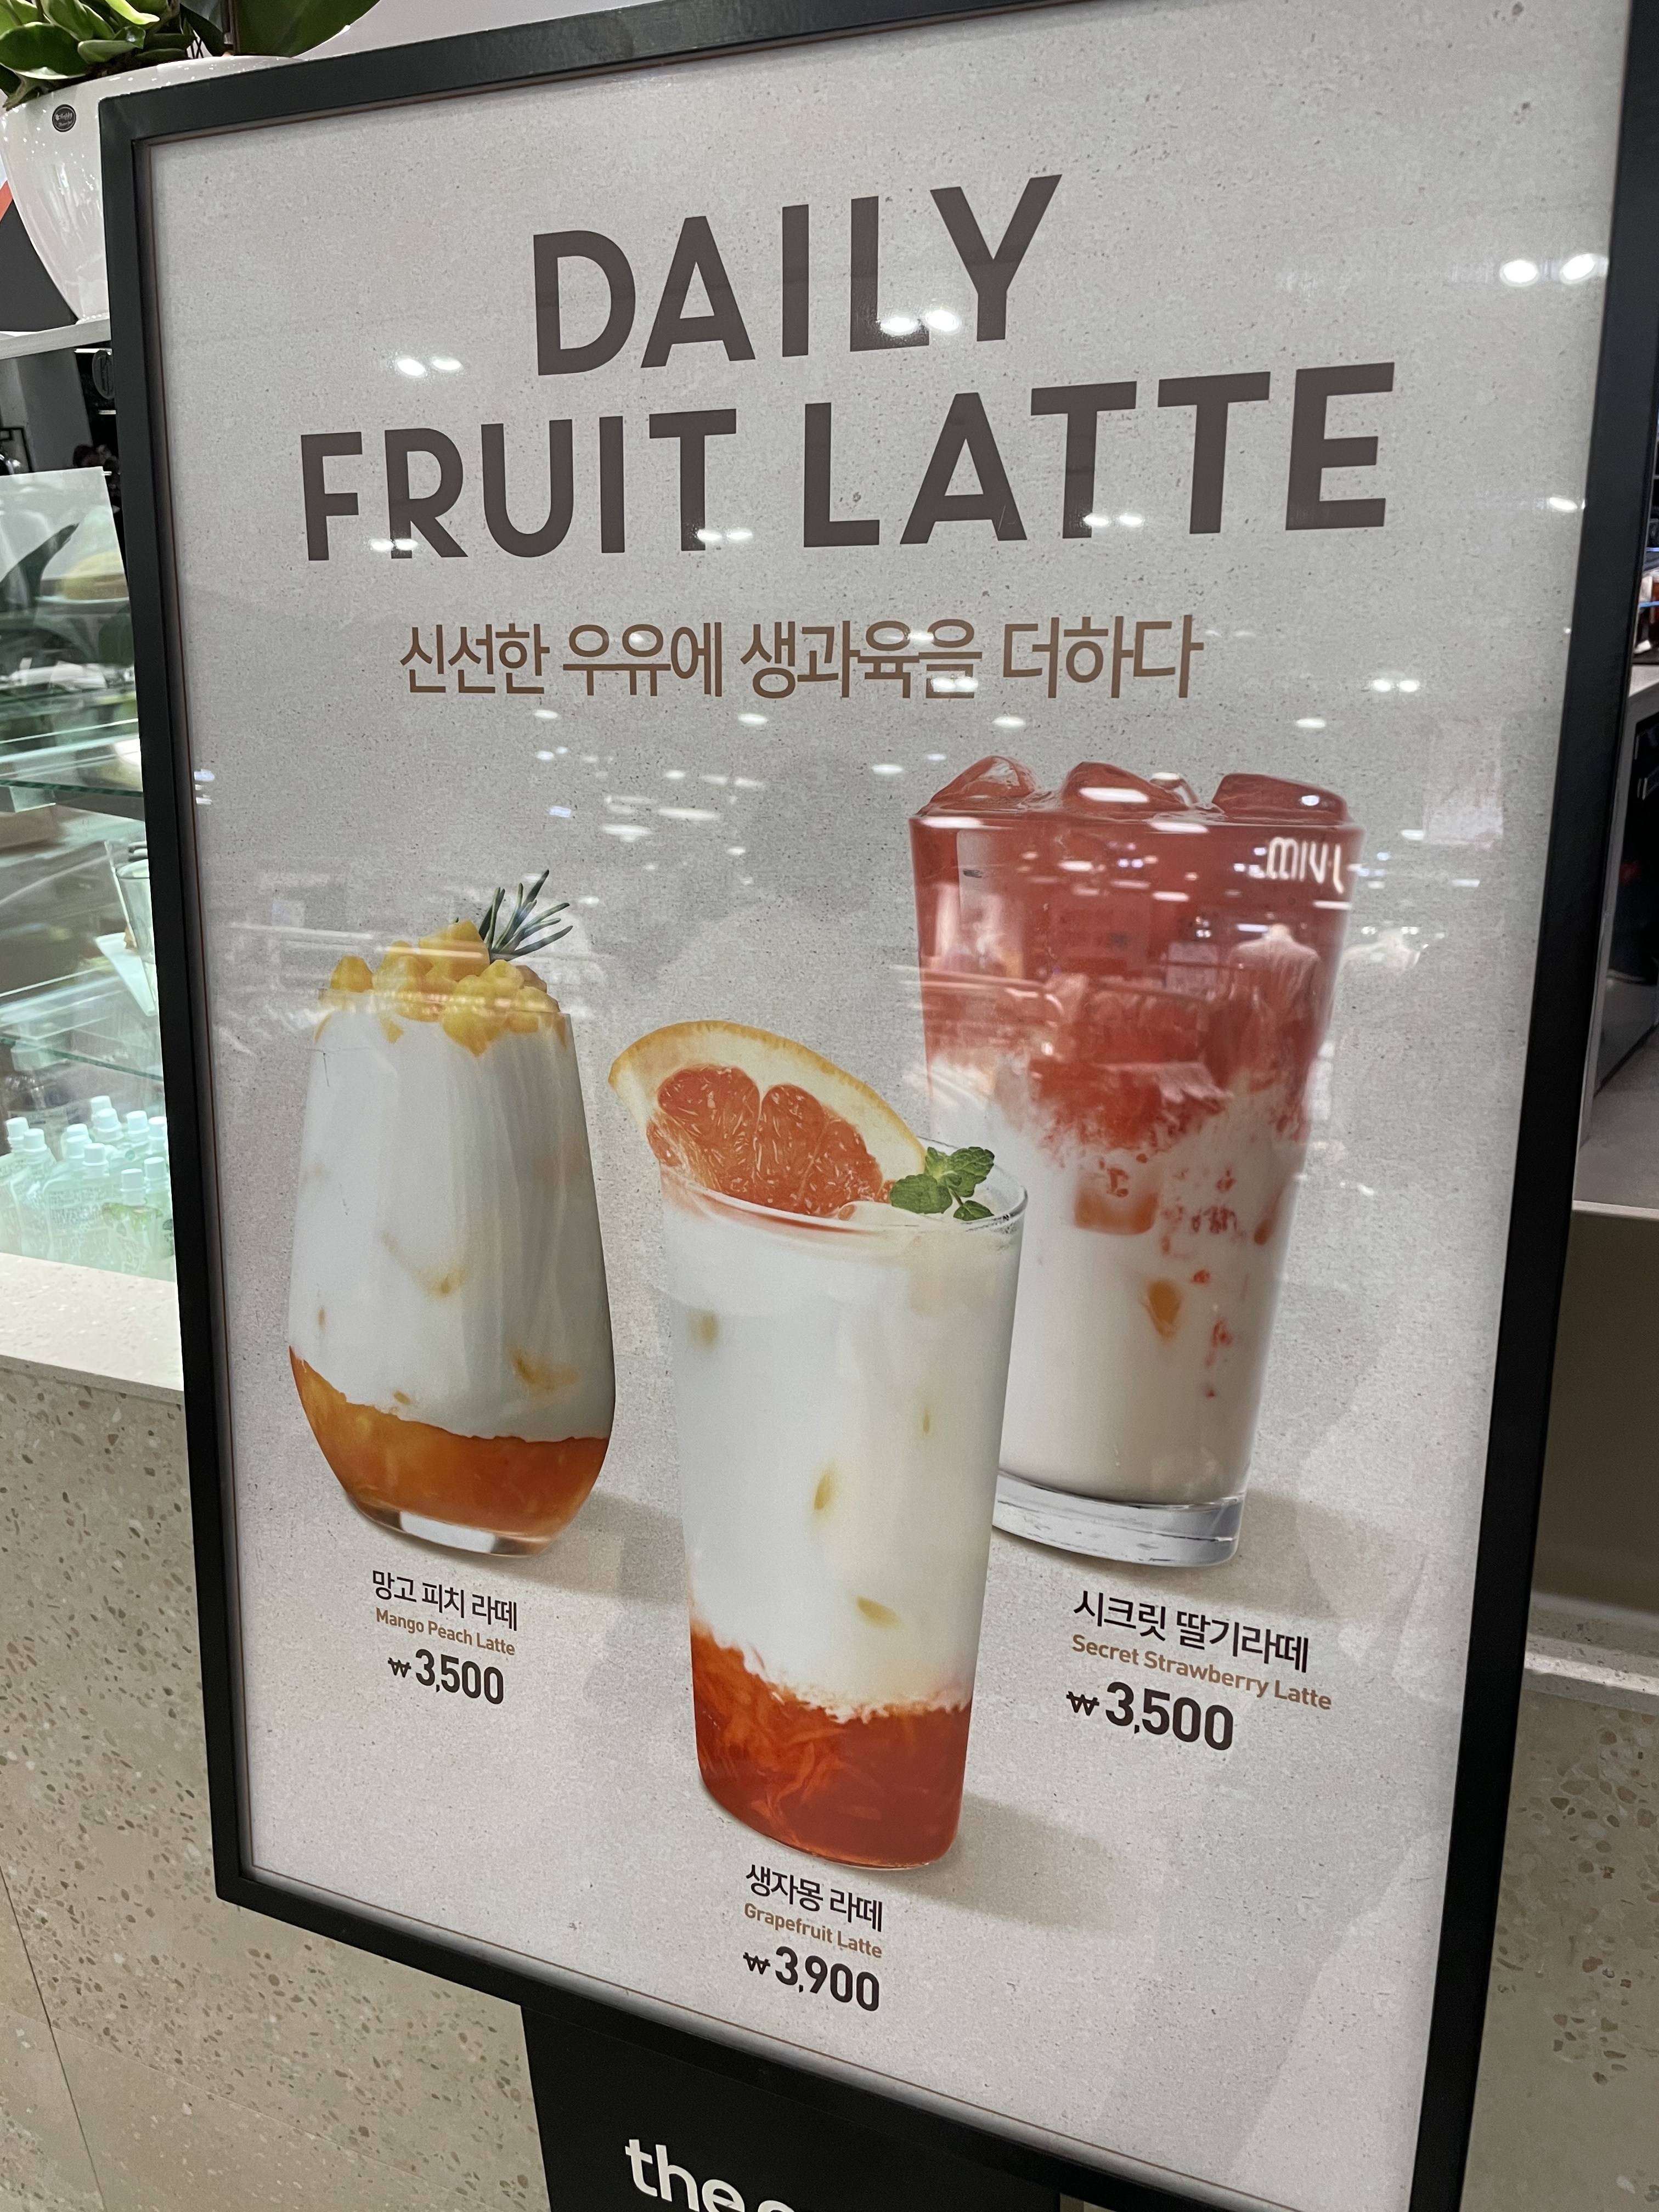 DAILY
FRUIT LATTE
신선한 우유에 생과육을 더하다
망고 피치 라떼
Mango Peach Latte
₩3,500
시크릿 딸기라떼
Secret Strawberry Latte
₩3,500
생자몽 라떼
Grapefruit Latte
₩3,900
the